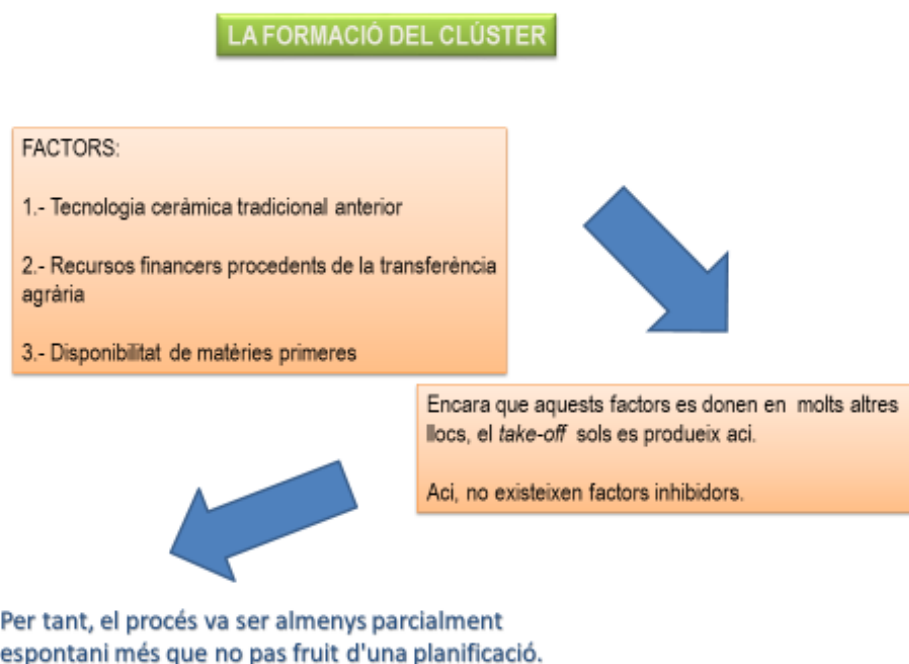 LA FORMACIÓ DEL CLÚSTER
FACTORS:
1.- Tecnologia ceràmica tradicional anterior
2.- Recursos financers procedents de la transferència
agrària
3.- Disponibilitat de matèries primeres
Encara que aquests factors es donen en molts altres
llocs, el take-off sols es produeix aci.
Aci, no existeixen factors inhibidors.
Per tant, el procés va ser almenys parcialment
espontani més que no pas fruit d'una planificació.